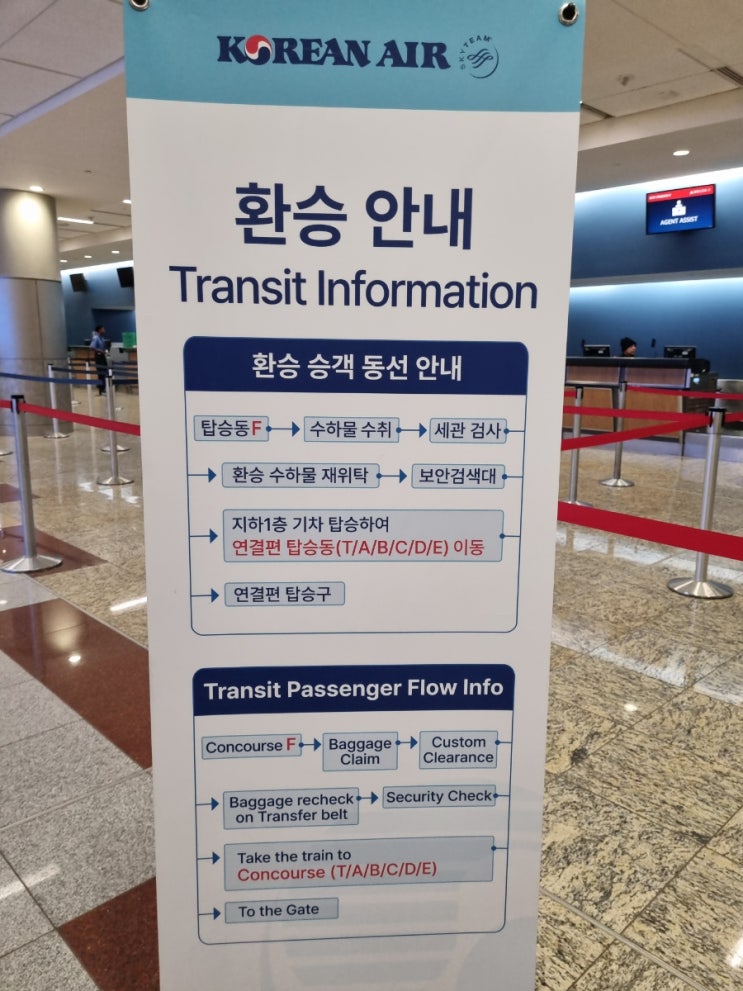 KOREAN AIR
SKYTEAM
환승 안내
Transit Information
환승 승객 동선 안내
탑승동F
수하물 수취
세관 검사
환승 수하물 재위탁
보안검색대
지하1층 기차 탑승하여
연결편 탑승동(T/A/B/C/D/E) 이동
연결편 탑승구
Transit Passenger Flow Info
Concourse F
Baggage
Claim
Custom
Clearance
Baggage recheck
on Transfer belt
Security Check
Take the train to
Concourse (T/A/B/C/D/E)
To the Gate
AGENT ASSIST